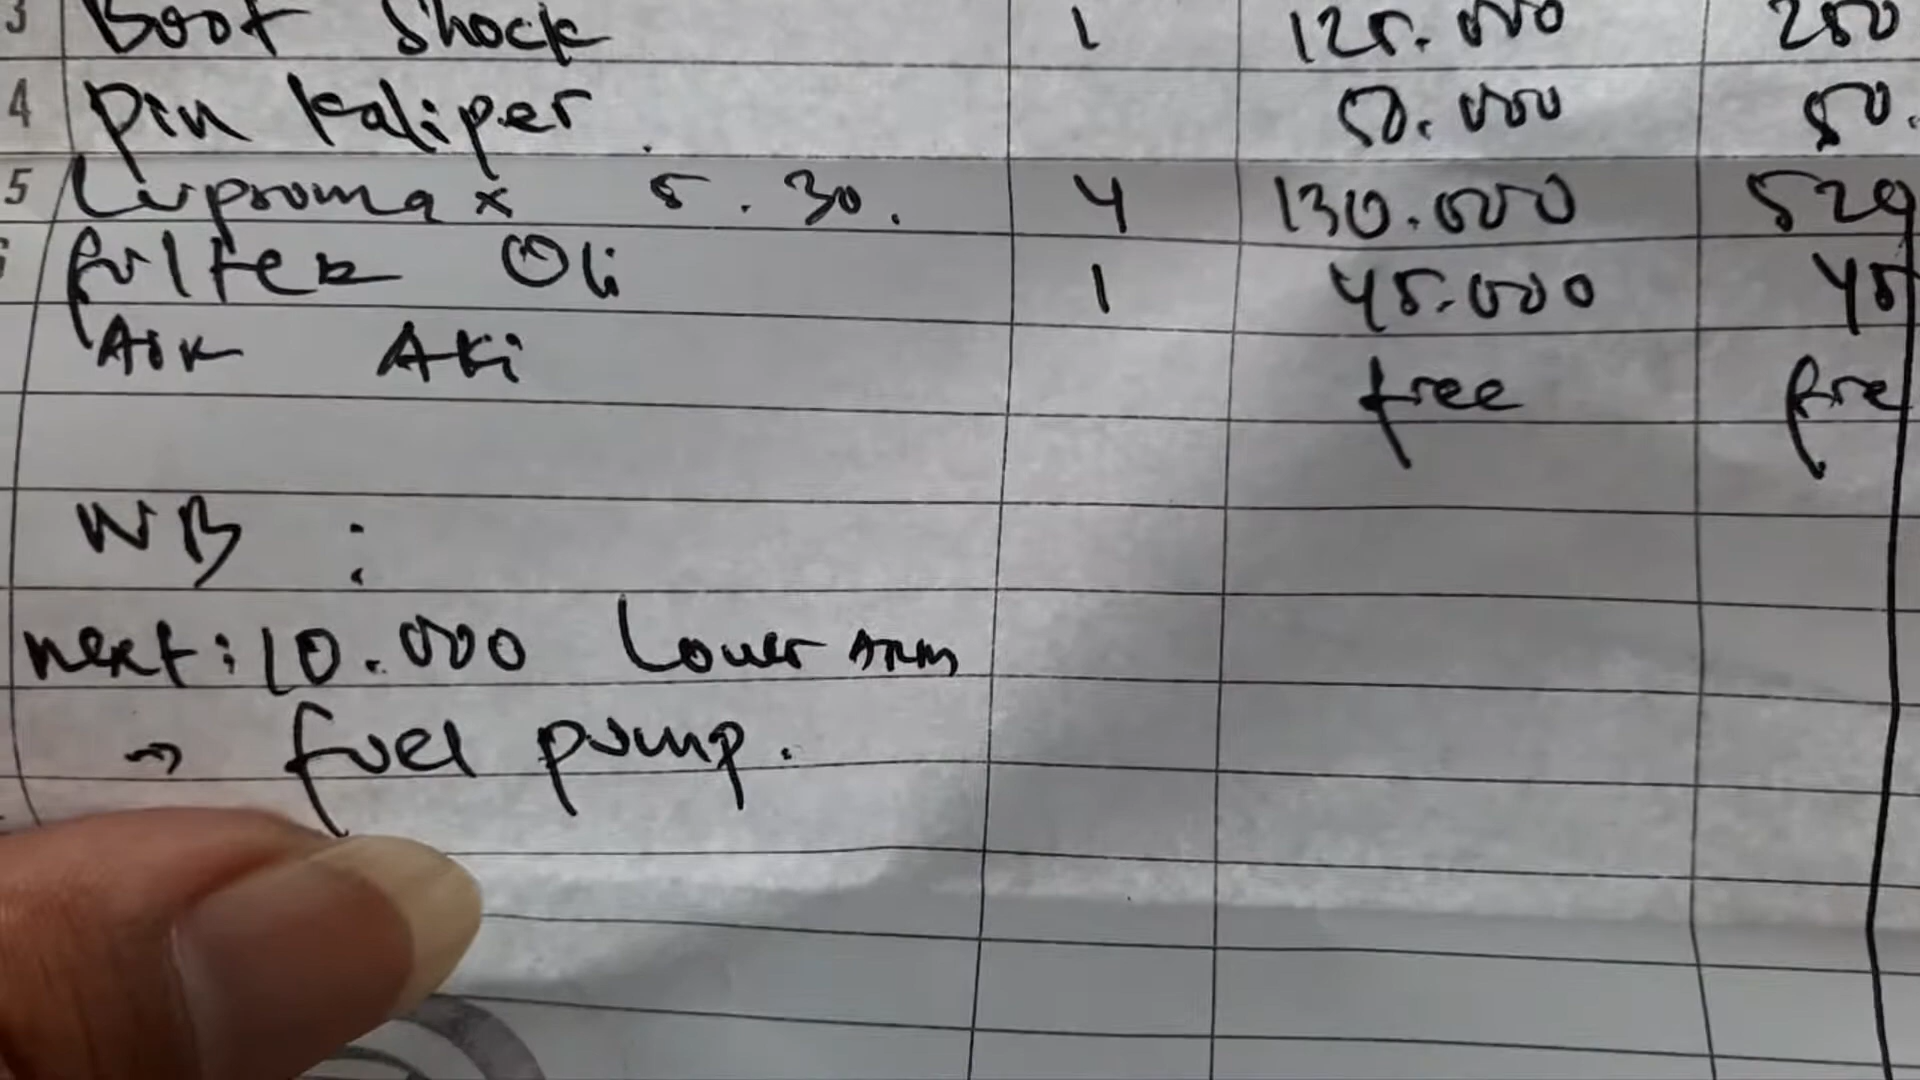 3 Boot Shock 1 125.000 250
4 Pin Kaliper. 50.000 50.
5 Lupromax 5.30. 4 130.000 520
filter Oli 1 45.000 45
Air Aki free fre
NB :
next: 10.000 Lower Arm
→ fuel pump.